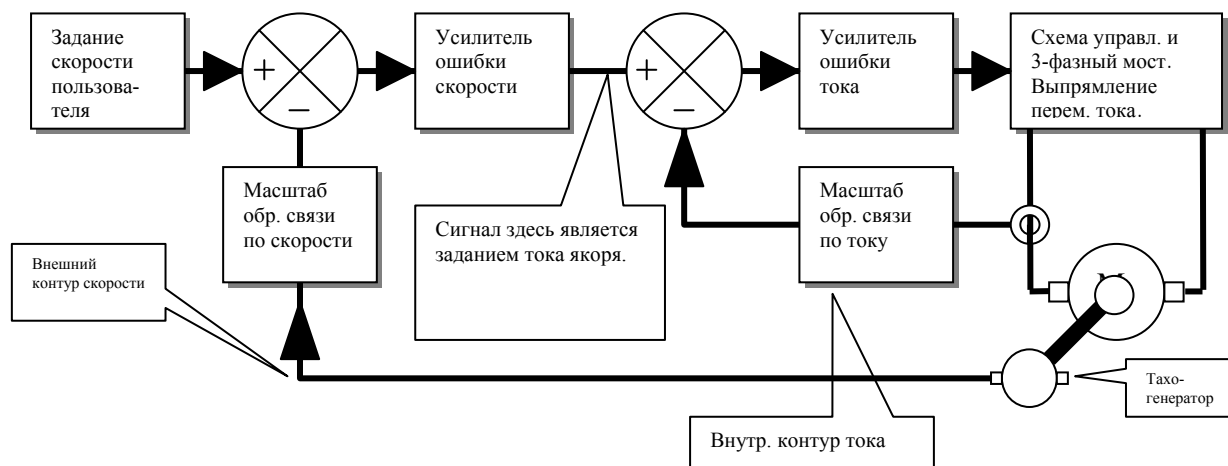 Задание
скорости
пользова-
теля
+
−
Усилитель
ошибки
скорости
+
−
Усилитель
ошибки
тока
Схема управл. и
3-фазный мост.
Выпрямление
перем. тока.
Масштаб
обр. связи
по скорости
Сигнал здесь является
заданием тока якоря.
Масштаб
обр. связи
по току
Внешний
контур скорости
Тахо-
генератор
Внутр. контур тока